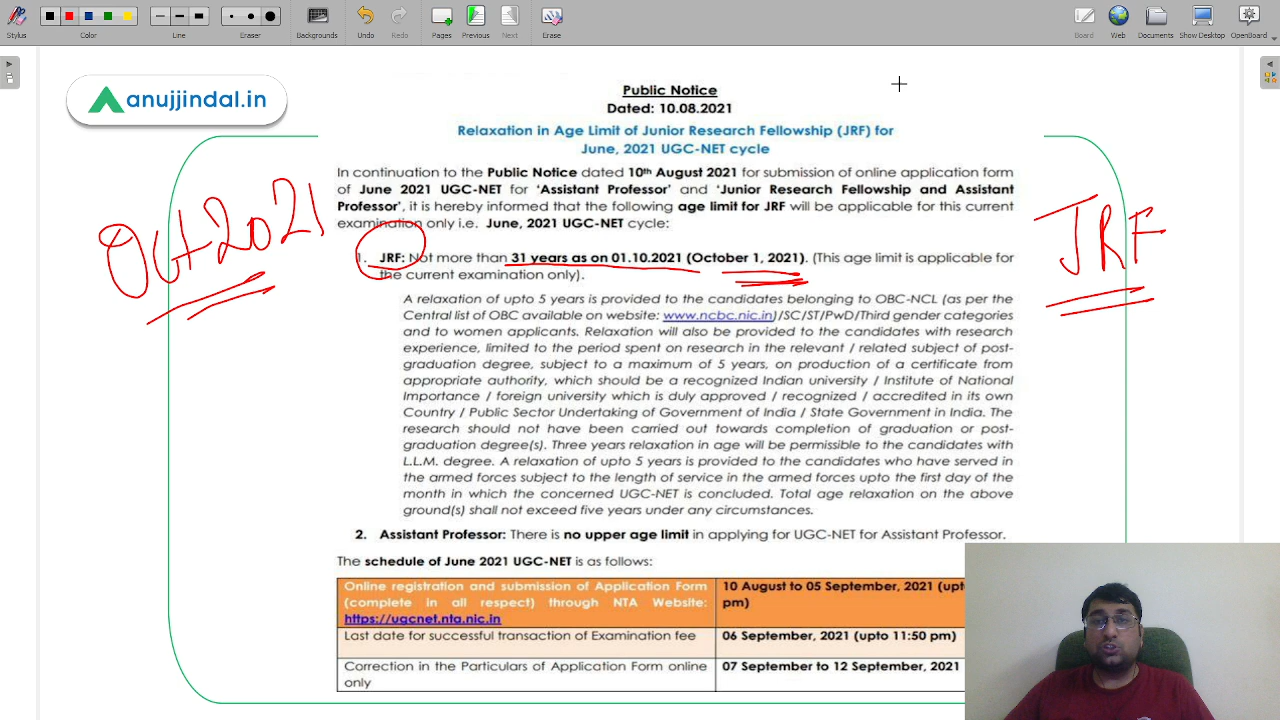 Stylus
Color
Line
Eraser
Backgrounds
Undo
Redo
Pages
Previous
Next
Erase
Board
Web
Documents
Show Desktop
OpenBoard
anujjindal.in
Public Notice
Dated: 10.08.2021
Relaxation in Age Limit of Junior Research Fellowship (JRF) for
June, 2021 UGC-NET cycle
In continuation to the Public Notice dated 10th August 2021 for submission of online application form
of June 2021 UGC-NET for 'Assistant Professor' and 'Junior Research Fellowship and Assistant
Professor', it is hereby informed that the following age limit for JRF will be applicable for this current
examination only i.e. June, 2021 UGC-NET cycle:
Oct 2021
JRF
1. JRF: Not more than 31 years as on 01.10.2021 (October 1, 2021). (This age limit is applicable for
the current examination only).
A relaxation of upto 5 years is provided to the candidates belonging to OBC-NCL (as per the
Central list of OBC available on website: www.ncbc.nic.in)/SC/ST/PwD/Third gender categories
and to women applicants. Relaxation will also be provided to the candidates with research
experience, limited to the period spent on research in the relevant / related subject of post-
graduation degree, subject to a maximum of 5 years, on production of a certificate from
appropriate authority, which should be a recognized Indian university / Institute of National
Importance / foreign university which is duly approved / recognized / accredited in its own
Country / Public Sector Undertaking of Government of India / State Government in India. The
research should not have been carried out towards completion of graduation or post-
graduation degree(s). Three years relaxation in age will be permissible to the candidates with
L.L.M. degree. A relaxation of upto 5 years is provided to the candidates who have served in
the armed forces subject to the length of service in the armed forces upto the first day of the
month in which the concerned UGC-NET is concluded. Total age relaxation on the above
ground(s) shall not exceed five years under any circumstances.
2. Assistant Professor: There is no upper age limit in applying for UGC-NET for Assistant Professor.
The schedule of June 2021 UGC-NET is as follows:
Online registration and submission of Application Form
(complete in all respect) through NTA Website:
https://ugcnet.nta.nic.in
10 August to 05 September, 2021 (upt
pm)
Last date for successful transaction of Examination fee
06 September, 2021 (upto 11:50 pm)
Correction in the Particulars of Application Form online
only
07 September to 12 September, 2021